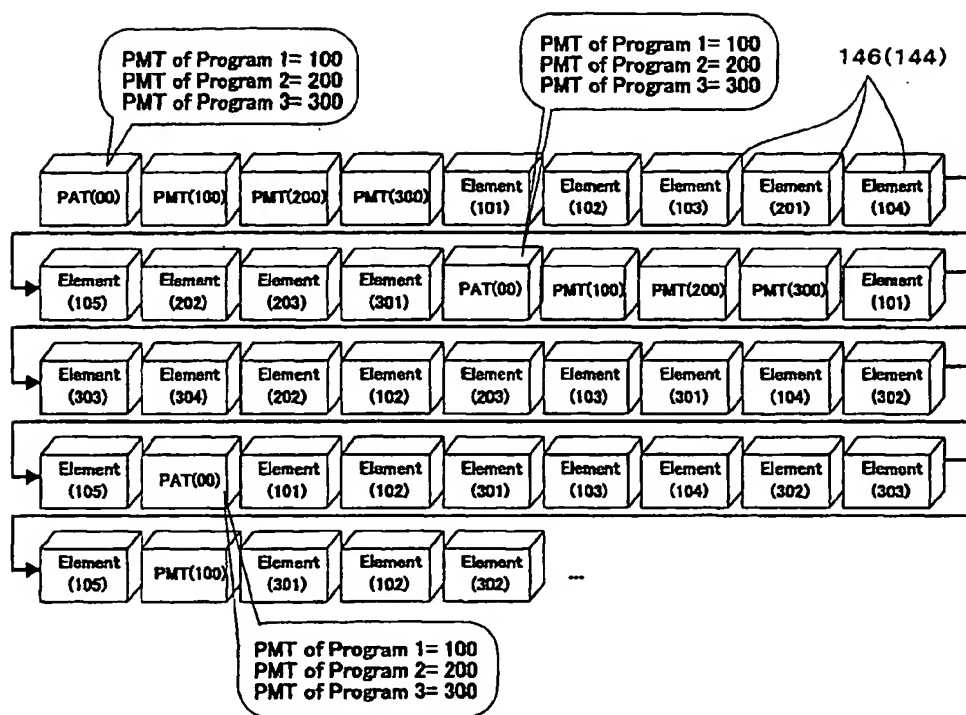 PMT of Program 1= 100
PMT of Program 2= 200
PMT of Program 3= 300
PMT of Program 1= 100
PMT of Program 2= 200
PMT of Program 3= 300
146(144)
PAT(00) PMT(100) PMT(200) PMT(300) Element (101) Element (102) Element (103) Element (201) Element (104)
Element (105) Element (202) Element (203) Element (301) PAT(00) PMT(100) PMT(200) PMT(300) Element (101)
Element (303) Element (304) Element (202) Element (102) Element (203) Element (103) Element (301) Element (104) Element (302)
Element (105) PAT(00) Element (101) Element (102) Element (301) Element (103) Element (104) Element (302) Element (303)
Element (105) PMT(100) Element (301) Element (102) Element (302) ...
PMT of Program 1= 100
PMT of Program 2= 200
PMT of Program 3= 300